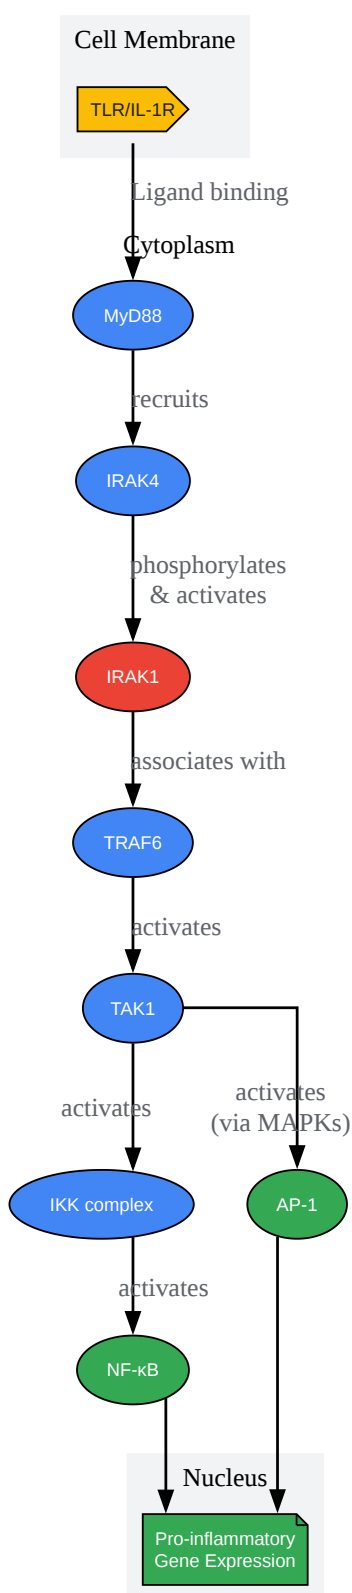 Cell Membrane
TLR/IL-1R
Ligand binding
Cytoplasm
MyD88
recruits
IRAK4
phosphorylates
& activates
IRAK1
associates with
TRAF6
activates
TAK1
activates
(via MAPKs)
activates
IKK complex
AP-1
activates
NF-κB
Nucleus
Pro-inflammatory
Gene Expression